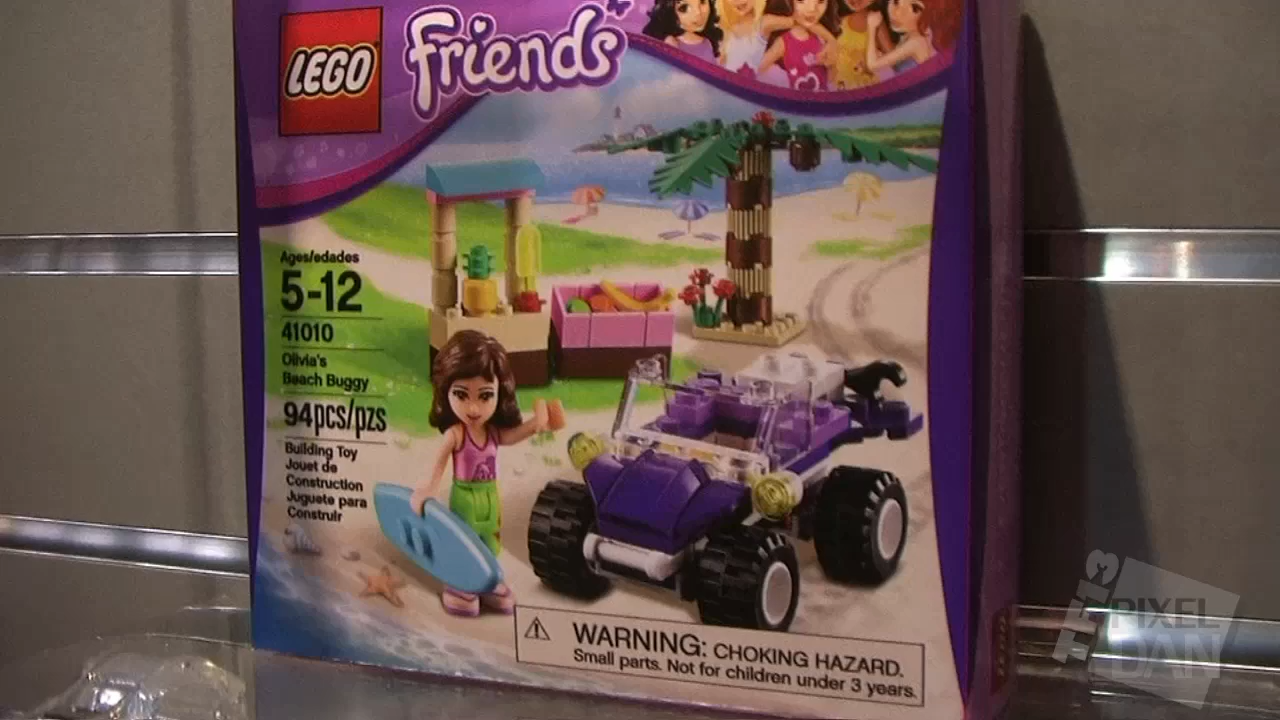 LEGO
Friends
Ages/edades
5-12
41010
Olivia's
Beach Buggy
94pcs/pzs
Building Toy
Jouet de
Construction
Juguete para
Construir
WARNING: CHOKING HAZARD.
Small parts. Not for children under 3 years.
THE
PIXEL
DAN